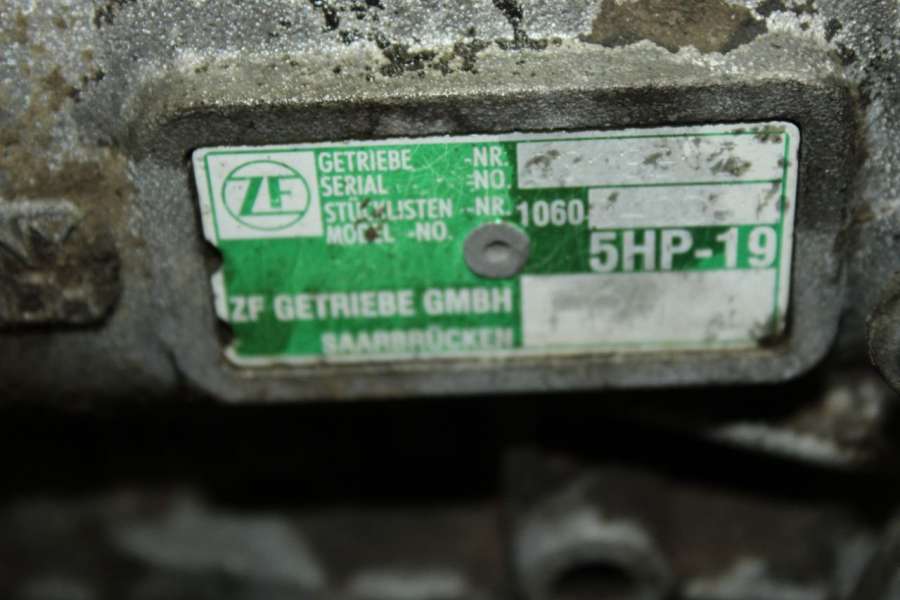 ZF
GETRIEBE -NR.
SERIAL -NO.
STÜCKLISTEN -NR. 1060
MODEL -NO.
5HP-19
ZF GETRIEBE GMBH
SAARBRÜCKEN